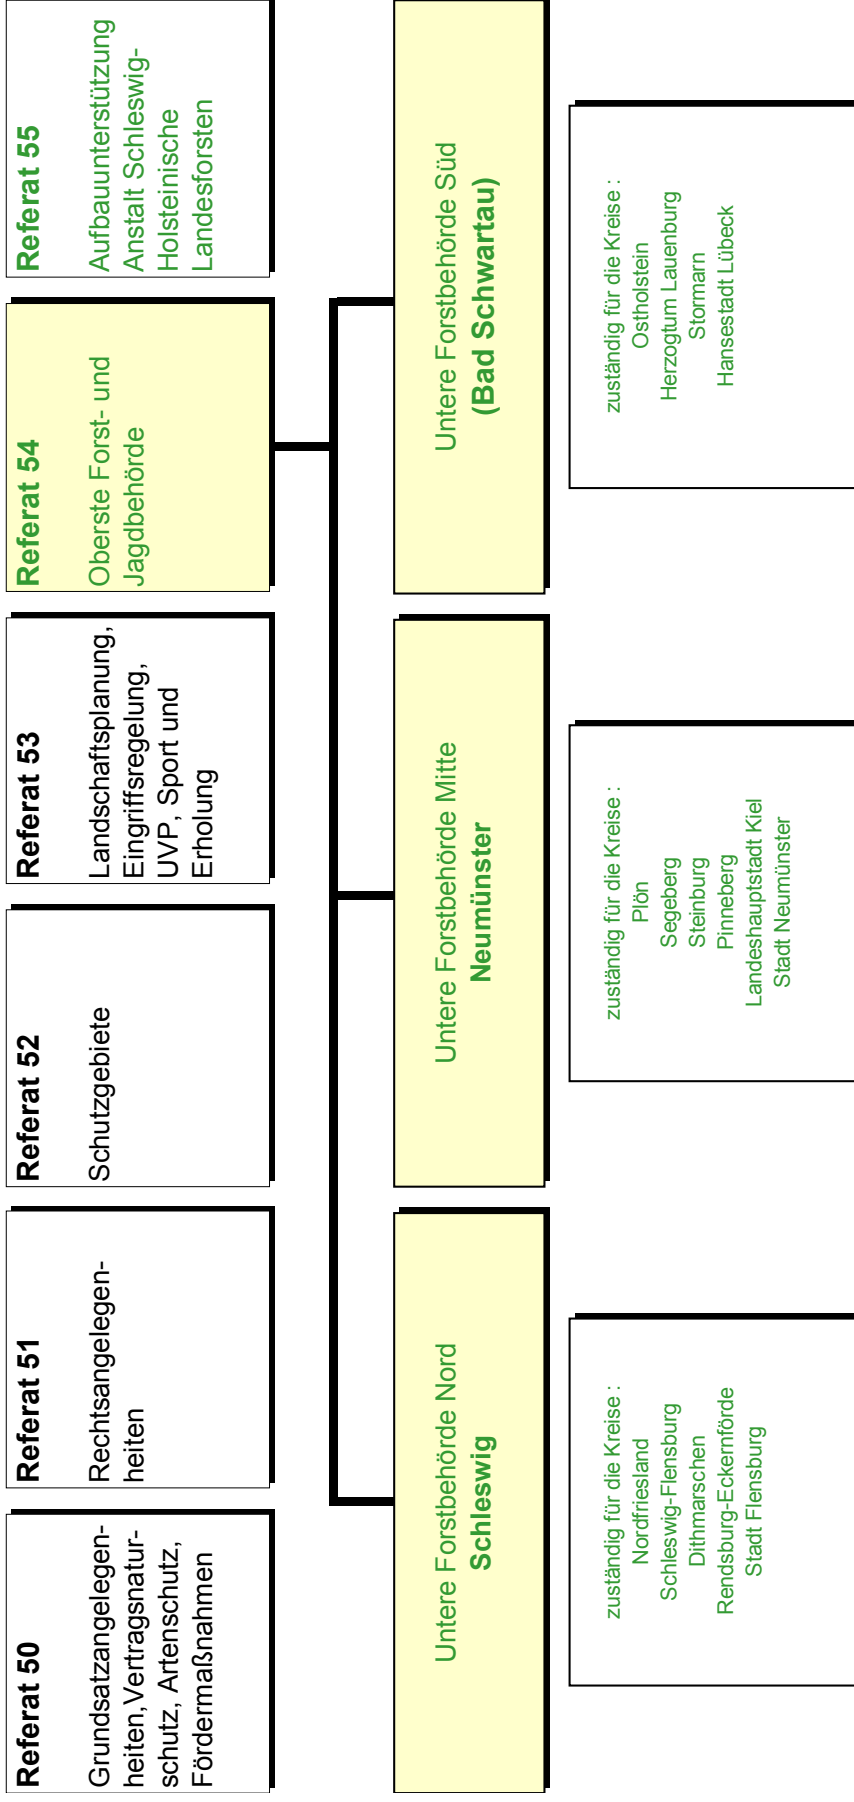 Referat 50
Grundsatzangelegen-
heiten,Vertragsnatur-
schutz, Artenschutz,
Fördermaßnahmen
Referat 51
Rechtsangelegen-
heiten
Referat 52
Schutzgebiete
Referat 53
Landschaftsplanung,
Eingriffsregelung,
UVP, Sport und
Erholung
Referat 54
Oberste Forst- und
Jagdbehörde
Referat 55
Aufbauunterstützung
Anstalt Schleswig-
Holsteinische
Landesforsten
Untere Forstbehörde Nord
Schleswig
Untere Forstbehörde Mitte
Neumünster
Untere Forstbehörde Süd
(Bad Schwartau)
zuständig für die Kreise :
Nordfriesland
Schleswig-Flensburg
Dithmarschen
Rendsburg-Eckernförde
Stadt Flensburg
zuständig für die Kreise :
Plön
Segeberg
Steinburg
Pinneberg
Landeshauptstadt Kiel
Stadt Neumünster
zuständig für die Kreise :
Ostholstein
Herzogtum Lauenburg
Stormarn
Hansestadt Lübeck